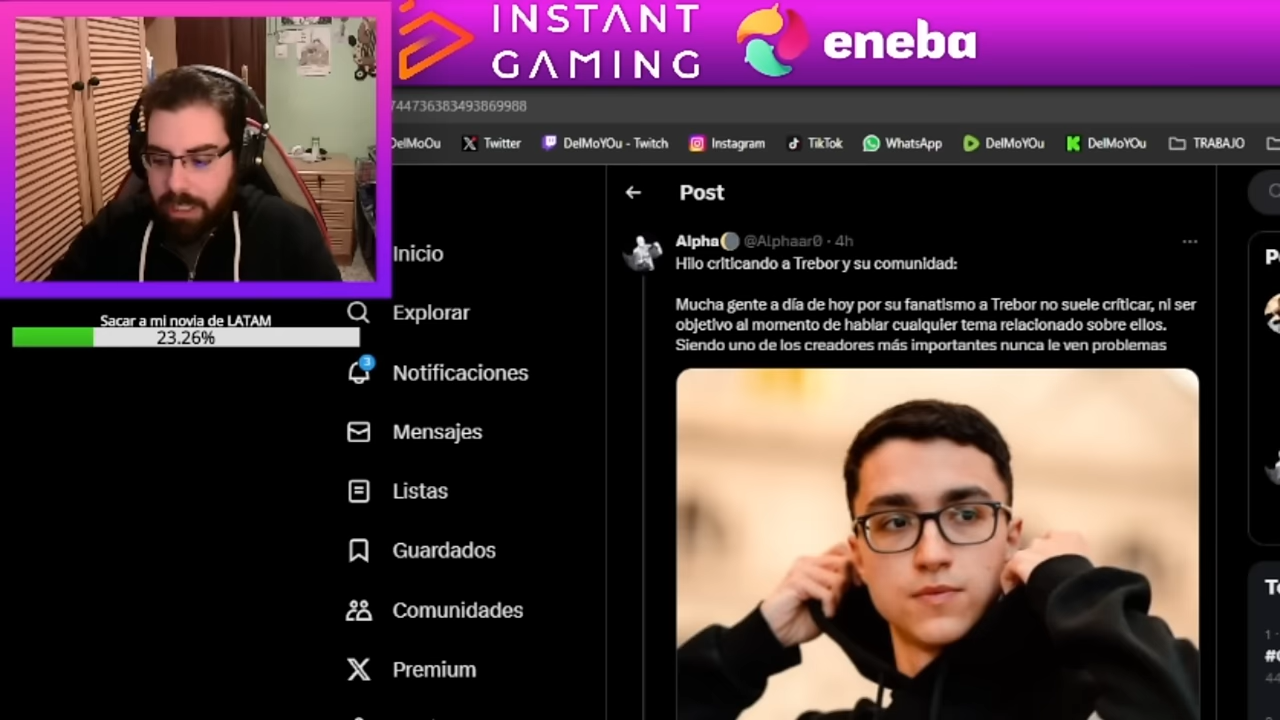 INSTANT
GAMING
eneba
744736383493869988
DelMoOu
Twitter
DelMoYOu - Twitch
Instagram
TikTok
WhatsApp
DelMoYOu
DelMoYOu
TRABAJO
Post
Alpha @Alphaar0 · 4h
Hilo criticando a Trebor y su comunidad:
Mucha gente a día de hoy por su fanatismo a Trebor no suele críticar, ni ser
objetivo al momento de hablar cualquier tema relacionado sobre ellos.
Siendo uno de los creadores más importantes nunca le ven problemas
Inicio
Explorar
3
Notificaciones
Mensajes
Listas
Guardados
Comunidades
Premium
Sacar a mi novia de LATAM
23.26%